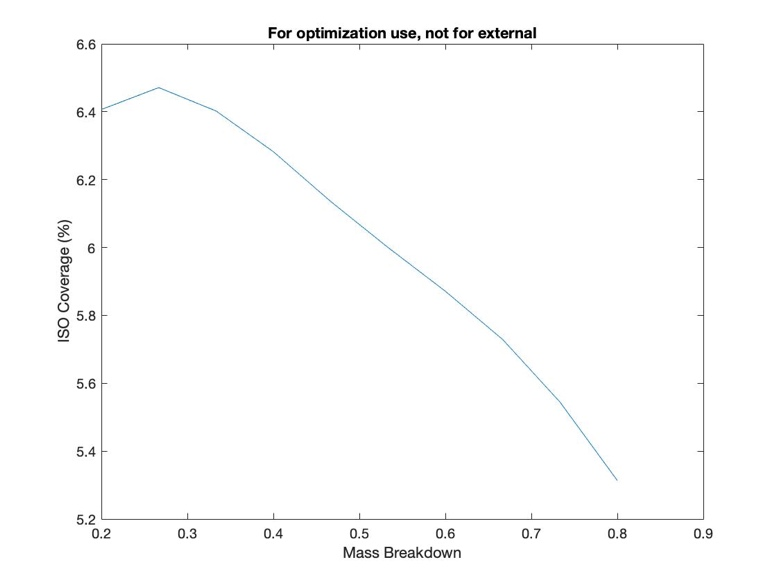 For optimization use, not for external
6.6
6.4
6.2
6
5.8
5.6
5.4
5.2
ISO Coverage (%)
0.2 0.3 0.4 0.5 0.6 0.7 0.8 0.9
Mass Breakdown